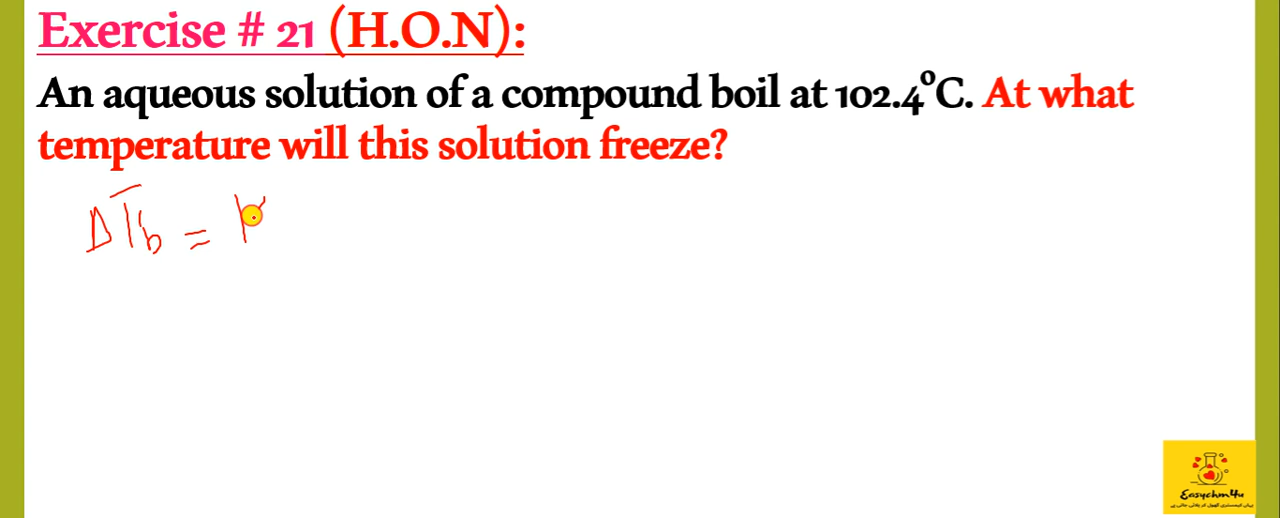 Exercise # 21 (H.O.N):
An aqueous solution of a compound boil at 102.4°C. At what
temperature will this solution freeze?
ΔTb = K
Easychm4u